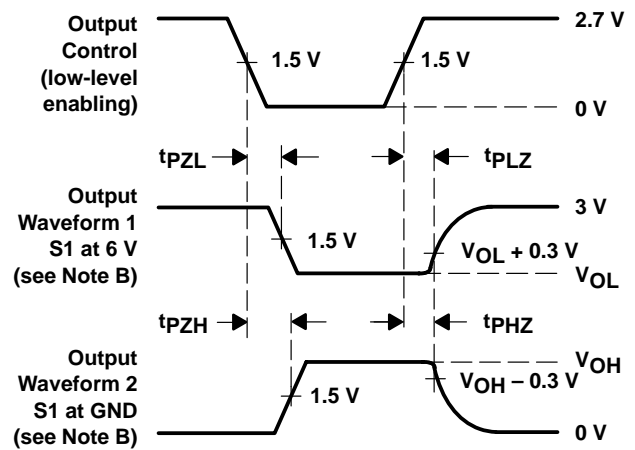 Output
Control
(low-level
enabling)
1.5 V
1.5 V
2.7 V
0 V
tPZL
tPLZ
Output
Waveform 1
S1 at 6 V
(see Note B)
1.5 V
3 V
VOL + 0.3 V
VOL
tPZH
tPHZ
Output
Waveform 2
S1 at GND
(see Note B)
1.5 V
VOH
VOH − 0.3 V
0 V